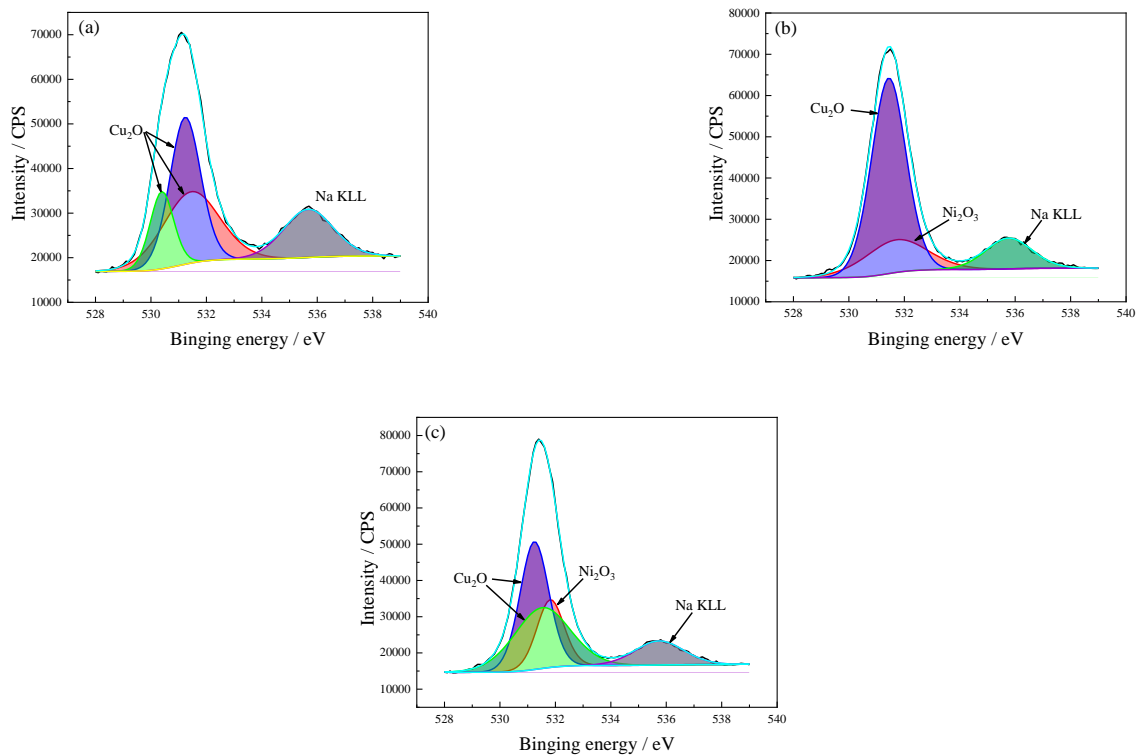 (a)
Intensity / CPS
80000
70000
60000
50000
40000
30000
20000
10000
Cu₂O
Na KLL
528 530 532 534 536 538 540
Binging energy / eV
(b)
Intensity / CPS
80000
70000
60000
50000
40000
30000
20000
10000
Cu₂O
Ni₂O₃
Na KLL
528 530 532 534 536 538 540
Binging energy / eV
(c)
Intensity / CPS
80000
70000
60000
50000
40000
30000
20000
10000
Cu₂O
Ni₂O₃
Na KLL
528 530 532 534 536 538 540
Binging energy / eV